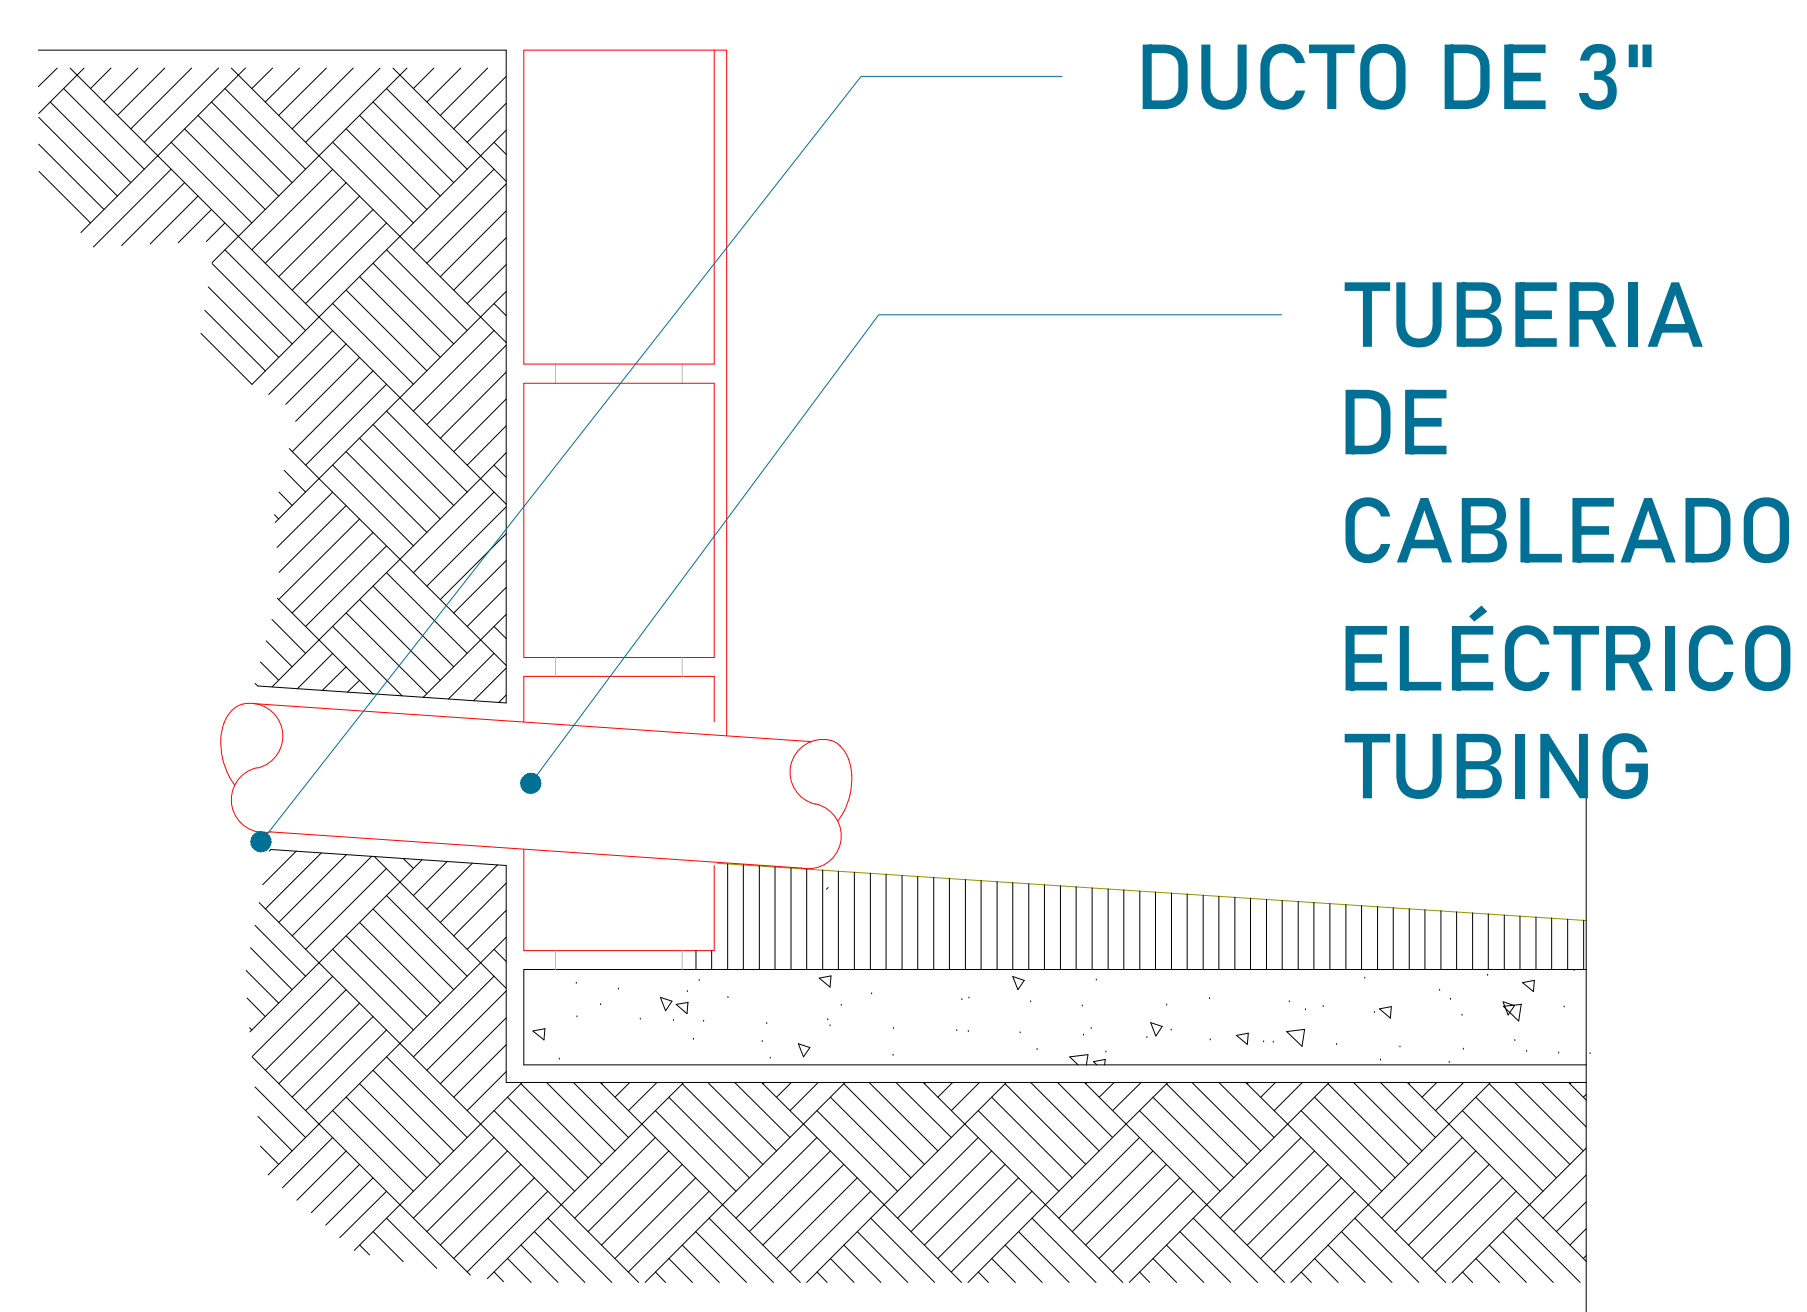 DUCTO DE 3"
TUBERIA
DE
CABLEADO
ELÉCTRICO
TUBING